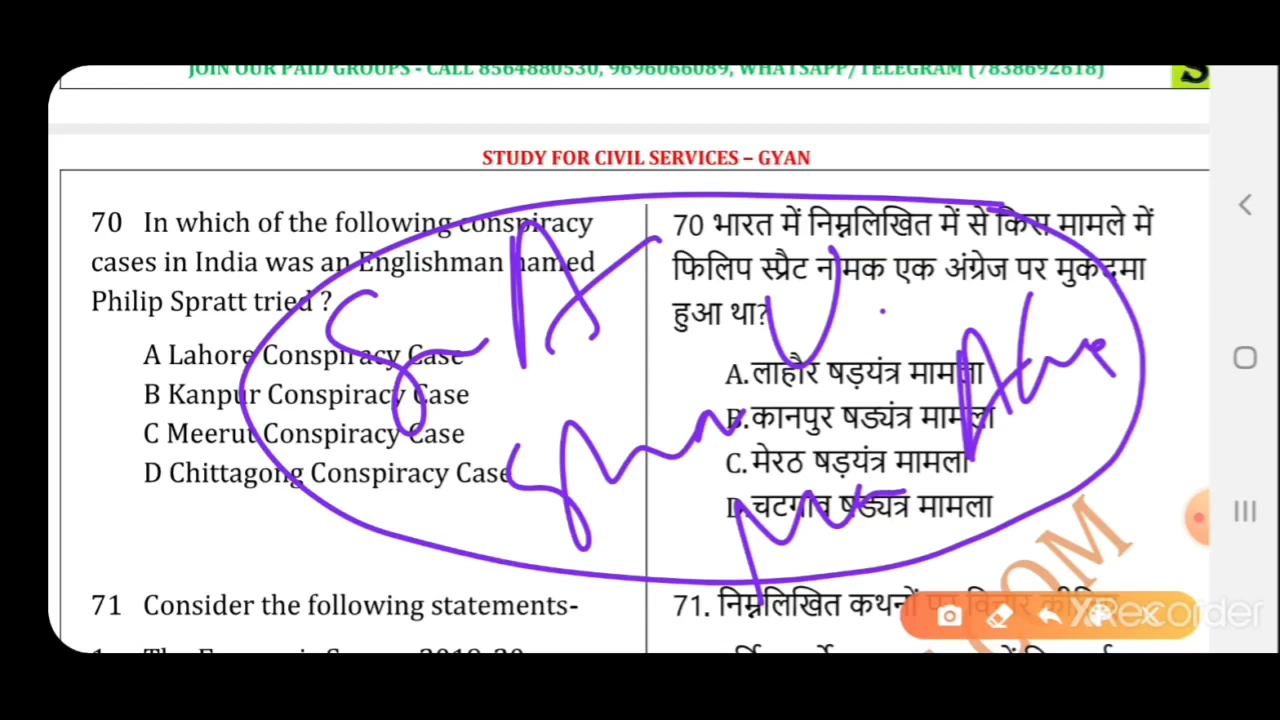 JOIN OUR PAID GROUPS - CALL 8564880530, 9696066089, WHATSAPP/TELEGRAM (7838692618)
S
STUDY FOR CIVIL SERVICES – GYAN
70 In which of the following conspiracy
cases in India was an Englishman named
Philip Spratt tried ?
A Lahore Conspiracy Case
B Kanpur Conspiracy Case
C Meerut Conspiracy Case
D Chittagong Conspiracy Case
71 Consider the following statements-
70 भारत में निम्नलिखित में से किस मामले में
फिलिप स्प्रैट नामक एक अंग्रेज पर मुकदमा
हुआ था?
A. लाहौर षड़यंत्र मामला
B. कानपुर षड्यंत्र मामला
C. मेरठ षड़यंत्र मामला
D. चटगांव षड्यंत्र मामला
71. निम्नलिखित कथनों पर
.COM
XRecorder